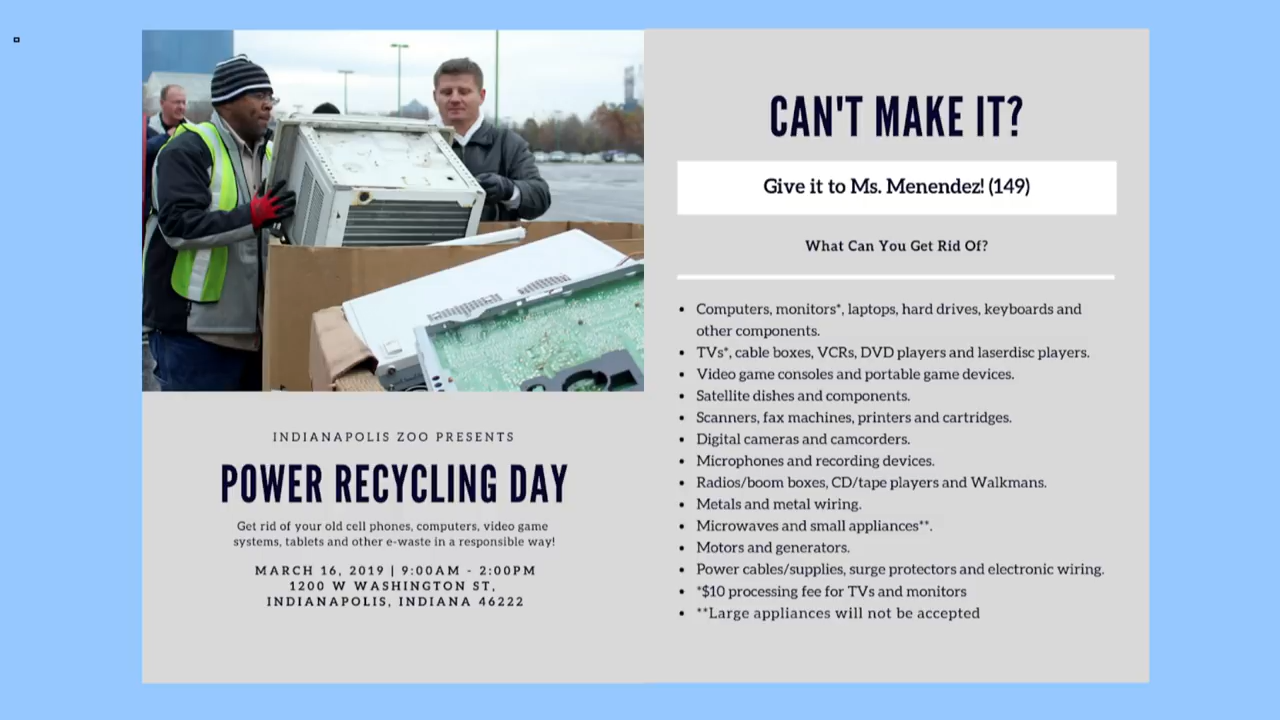 INDIANAPOLIS ZOO PRESENTS
POWER RECYCLING DAY
Get rid of your old cell phones, computers, video game
systems, tablets and other e-waste in a responsible way!
MARCH 16, 2019 | 9:00AM - 2:00PM
1200 W WASHINGTON ST,
INDIANAPOLIS, INDIANA 46222
CAN'T MAKE IT?
Give it to Ms. Menendez! (149)
What Can You Get Rid Of?
• Computers, monitors*, laptops, hard drives, keyboards and
other components.
• TVs*, cable boxes, VCRs, DVD players and laserdisc players.
• Video game consoles and portable game devices.
• Satellite dishes and components.
• Scanners, fax machines, printers and cartridges.
• Digital cameras and camcorders.
• Microphones and recording devices.
• Radios/boom boxes, CD/tape players and Walkmans.
• Metals and metal wiring.
• Microwaves and small appliances**.
• Motors and generators.
• Power cables/supplies, surge protectors and electronic wiring.
• *$10 processing fee for TVs and monitors
• **Large appliances will not be accepted